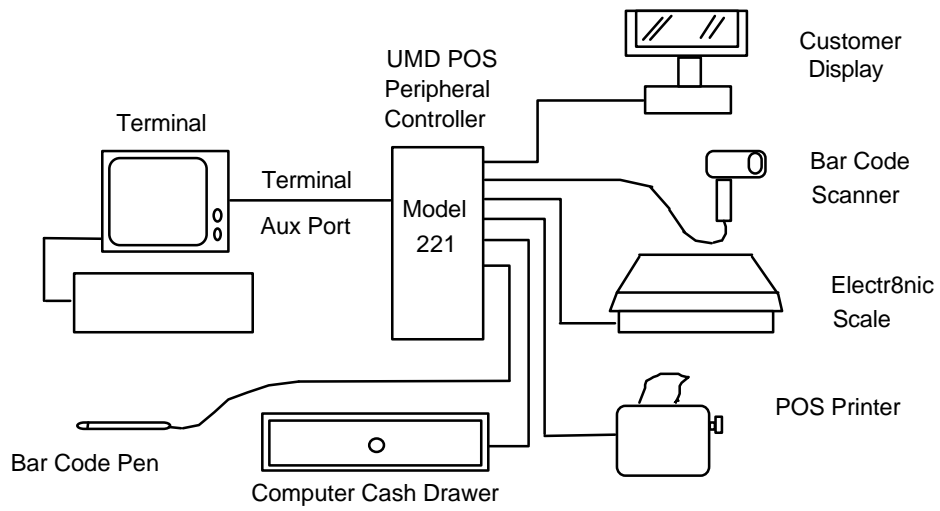 Customer
Display
UMD POS
Peripheral
Controller
Terminal
Bar Code
Scanner
Terminal
Aux Port
Model
221
Electr8nic
Scale
POS Printer
Bar Code Pen
Computer Cash Drawer